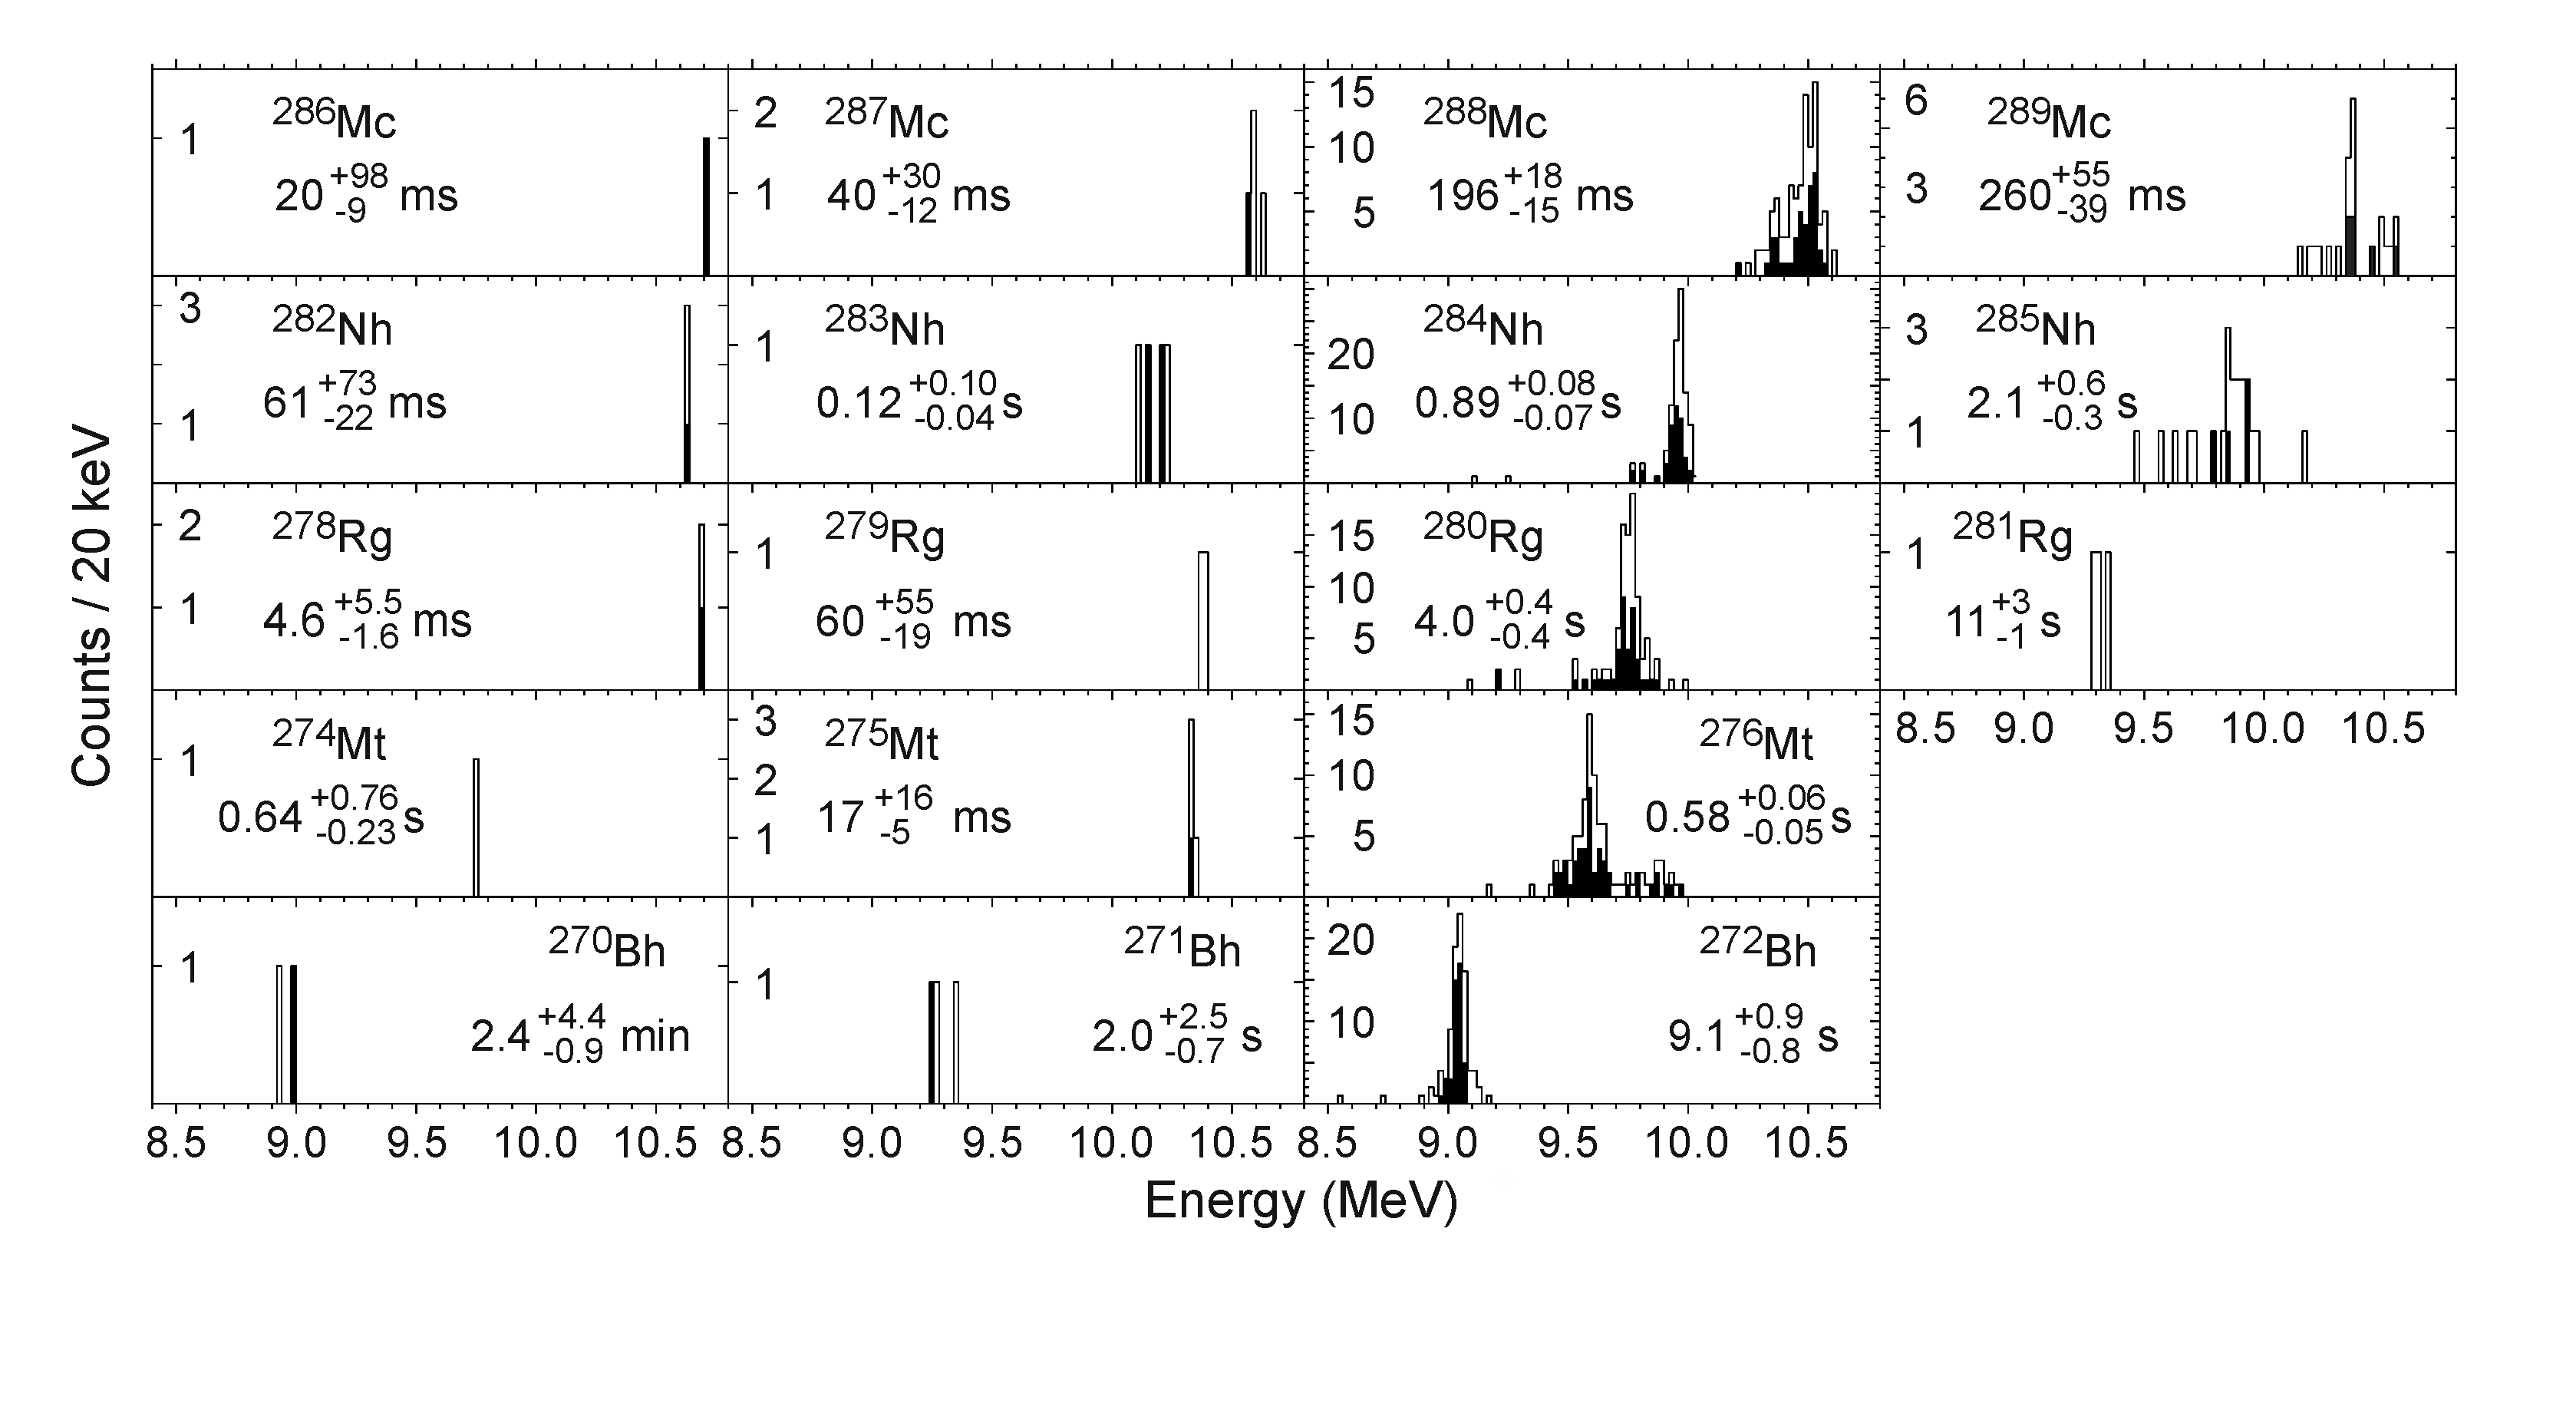 Counts / 20 keV
1
286Mc
20 +98 -9 ms
2
1
287Mc
40 +30 -12 ms
15
10
5
288Mc
196 +18 -15 ms
6
3
289Mc
260 +55 -39 ms
3
1
282Nh
61 +73 -22 ms
1
283Nh
0.12 +0.10 -0.04 s
20
10
284Nh
0.89 +0.08 -0.07 s
3
1
285Nh
2.1 +0.6 -0.3 s
2
1
278Rg
4.6 +5.5 -1.6 ms
1
279Rg
60 +55 -19 ms
15
10
5
280Rg
4.0 +0.4 -0.4 s
1
281Rg
11 +3 -1 s
8.5 9.0 9.5 10.0 10.5
1
274Mt
0.64 +0.76 -0.23 s
3
2
1
275Mt
17 +16 -5 ms
15
10
5
276Mt
0.58 +0.06 -0.05 s
1
270Bh
2.4 +4.4 -0.9 min
1
271Bh
2.0 +2.5 -0.7 s
20
10
272Bh
9.1 +0.9 -0.8 s
8.5 9.0 9.5 10.0 10.5 8.5 9.0 9.5 10.0 10.5 8.5 9.0 9.5 10.0 10.5
Energy (MeV)